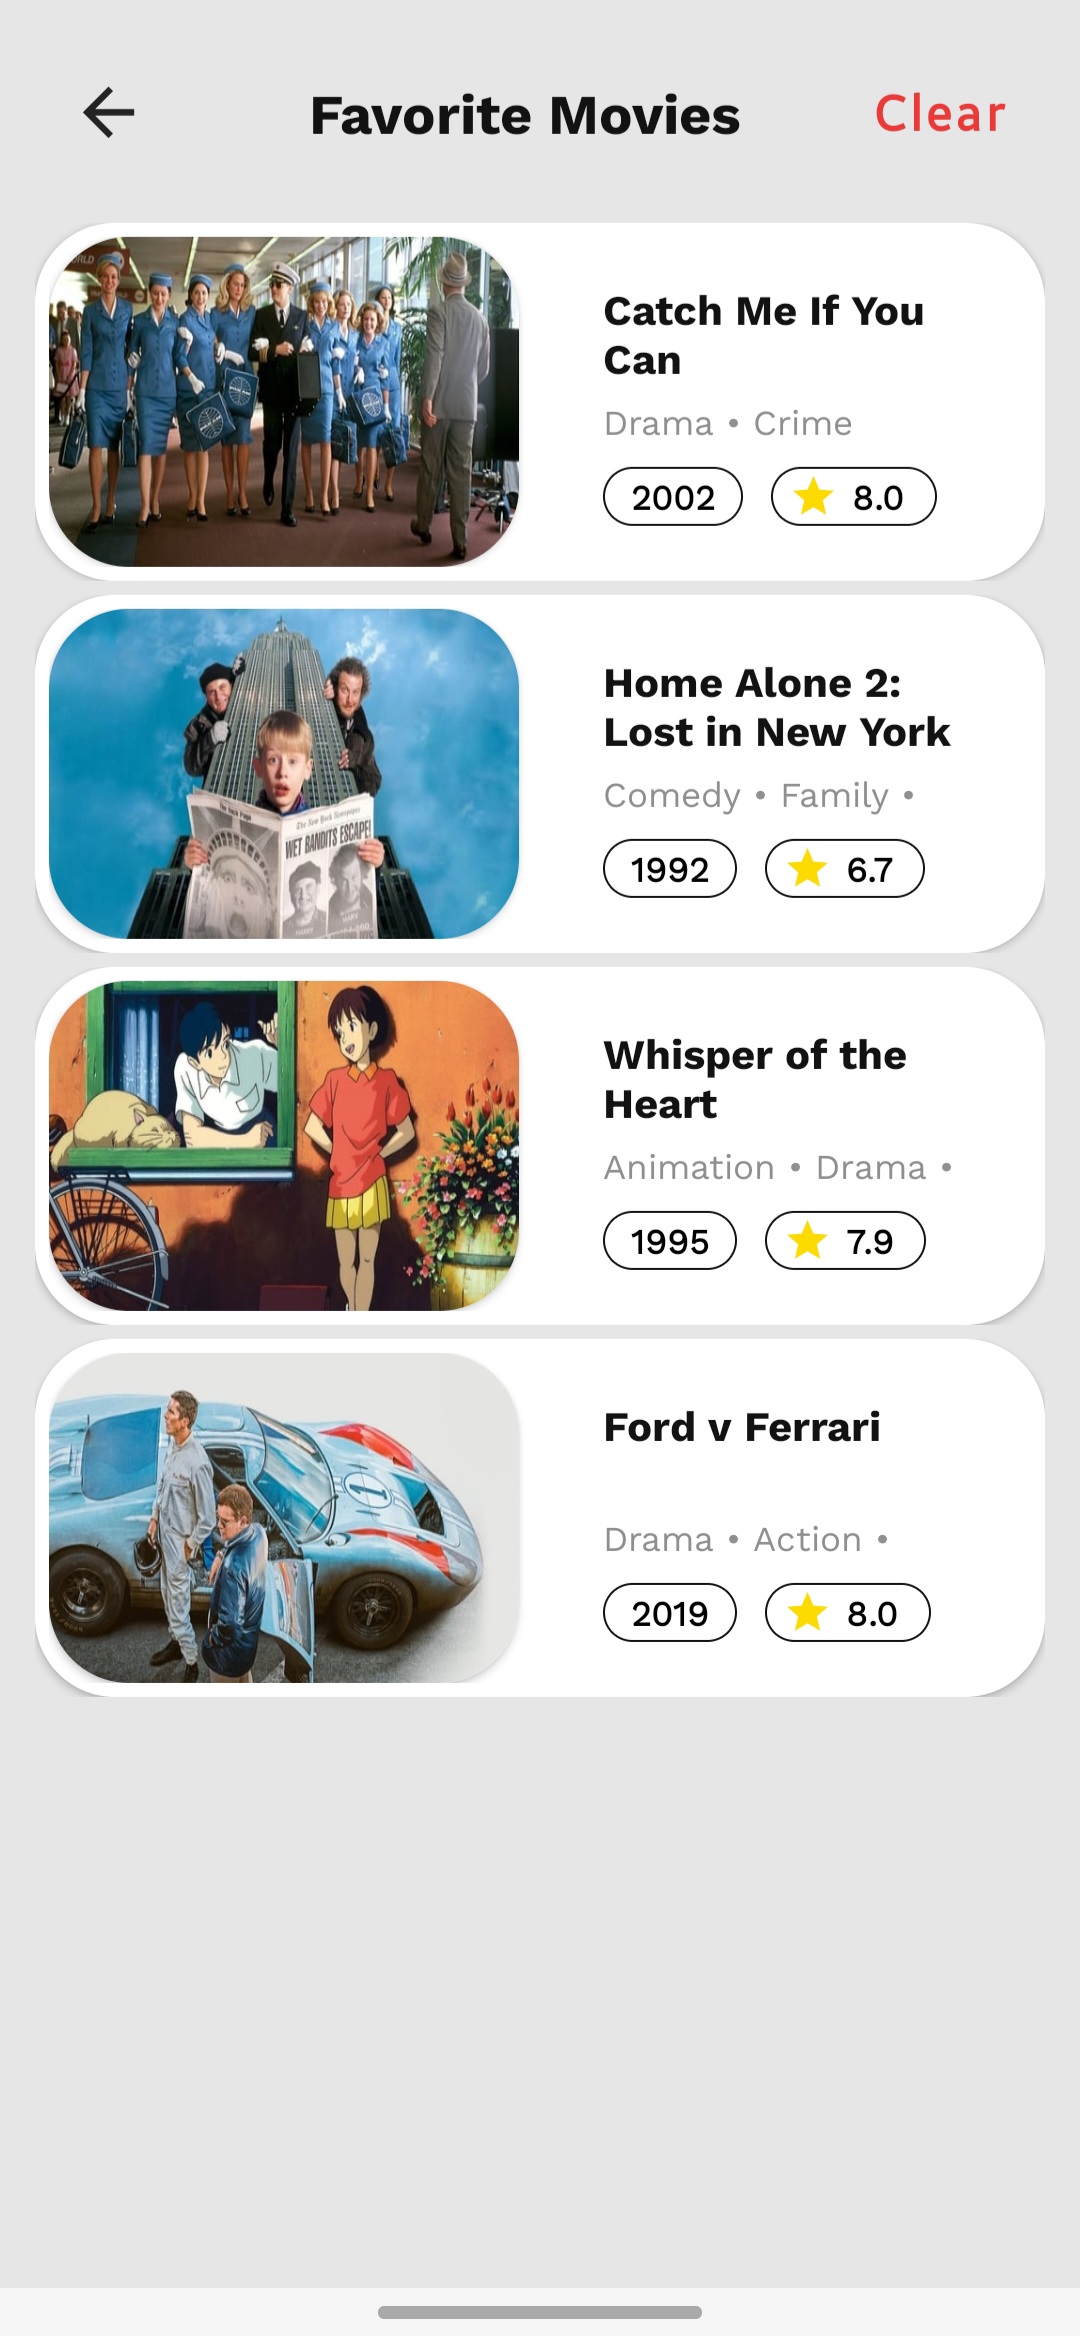 Favorite Movies
Clear
Catch Me If You
Can
Drama • Crime
2002
8.0
WET BANDITS ESCAPE!
Home Alone 2:
Lost in New York
Comedy • Family •
1992
6.7
Whisper of the
Heart
Animation • Drama •
1995
7.9
1
Ford v Ferrari
Drama • Action •
2019
8.0